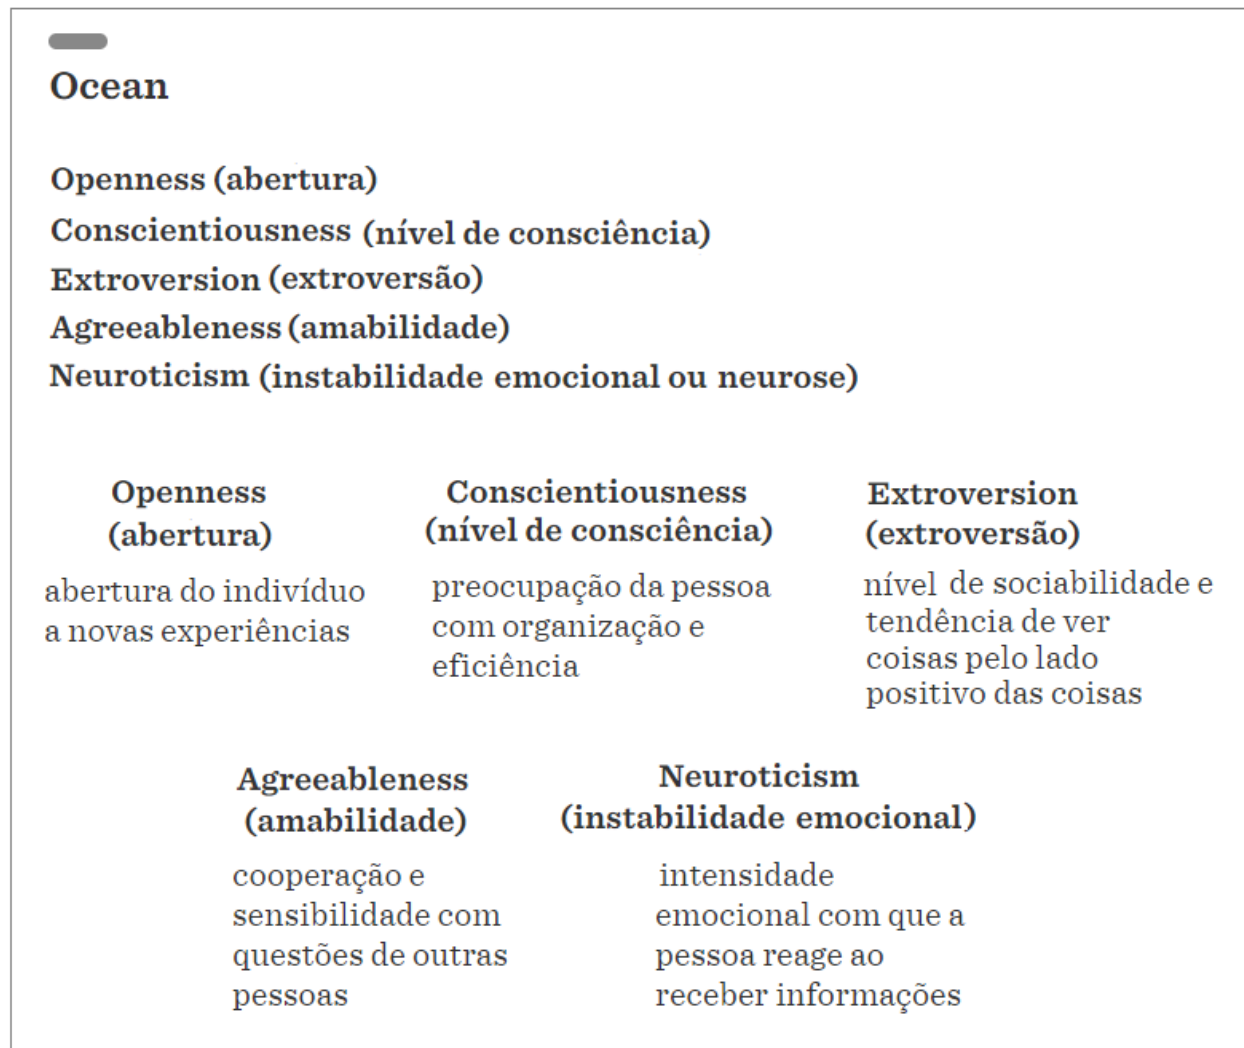 Ocean
Openness (abertura)
Conscientiousness (nível de consciência)
Extroversion (extroversão)
Agreeableness (amabilidade)
Neuroticism (instabilidade emocional ou neurose)
Openness
(abertura)
abertura do indivíduo
a novas experiências
Conscientiousness
(nível de consciência)
preocupação da pessoa
com organização e
eficiência
Extroversion
(extroversão)
nível de sociabilidade e
tendência de ver
coisas pelo lado
positivo das coisas
Agreeableness
(amabilidade)
cooperação e
sensibilidade com
questões de outras
pessoas
Neuroticism
(instabilidade emocional)
intensidade
emocional com que a
pessoa reage ao
receber informações